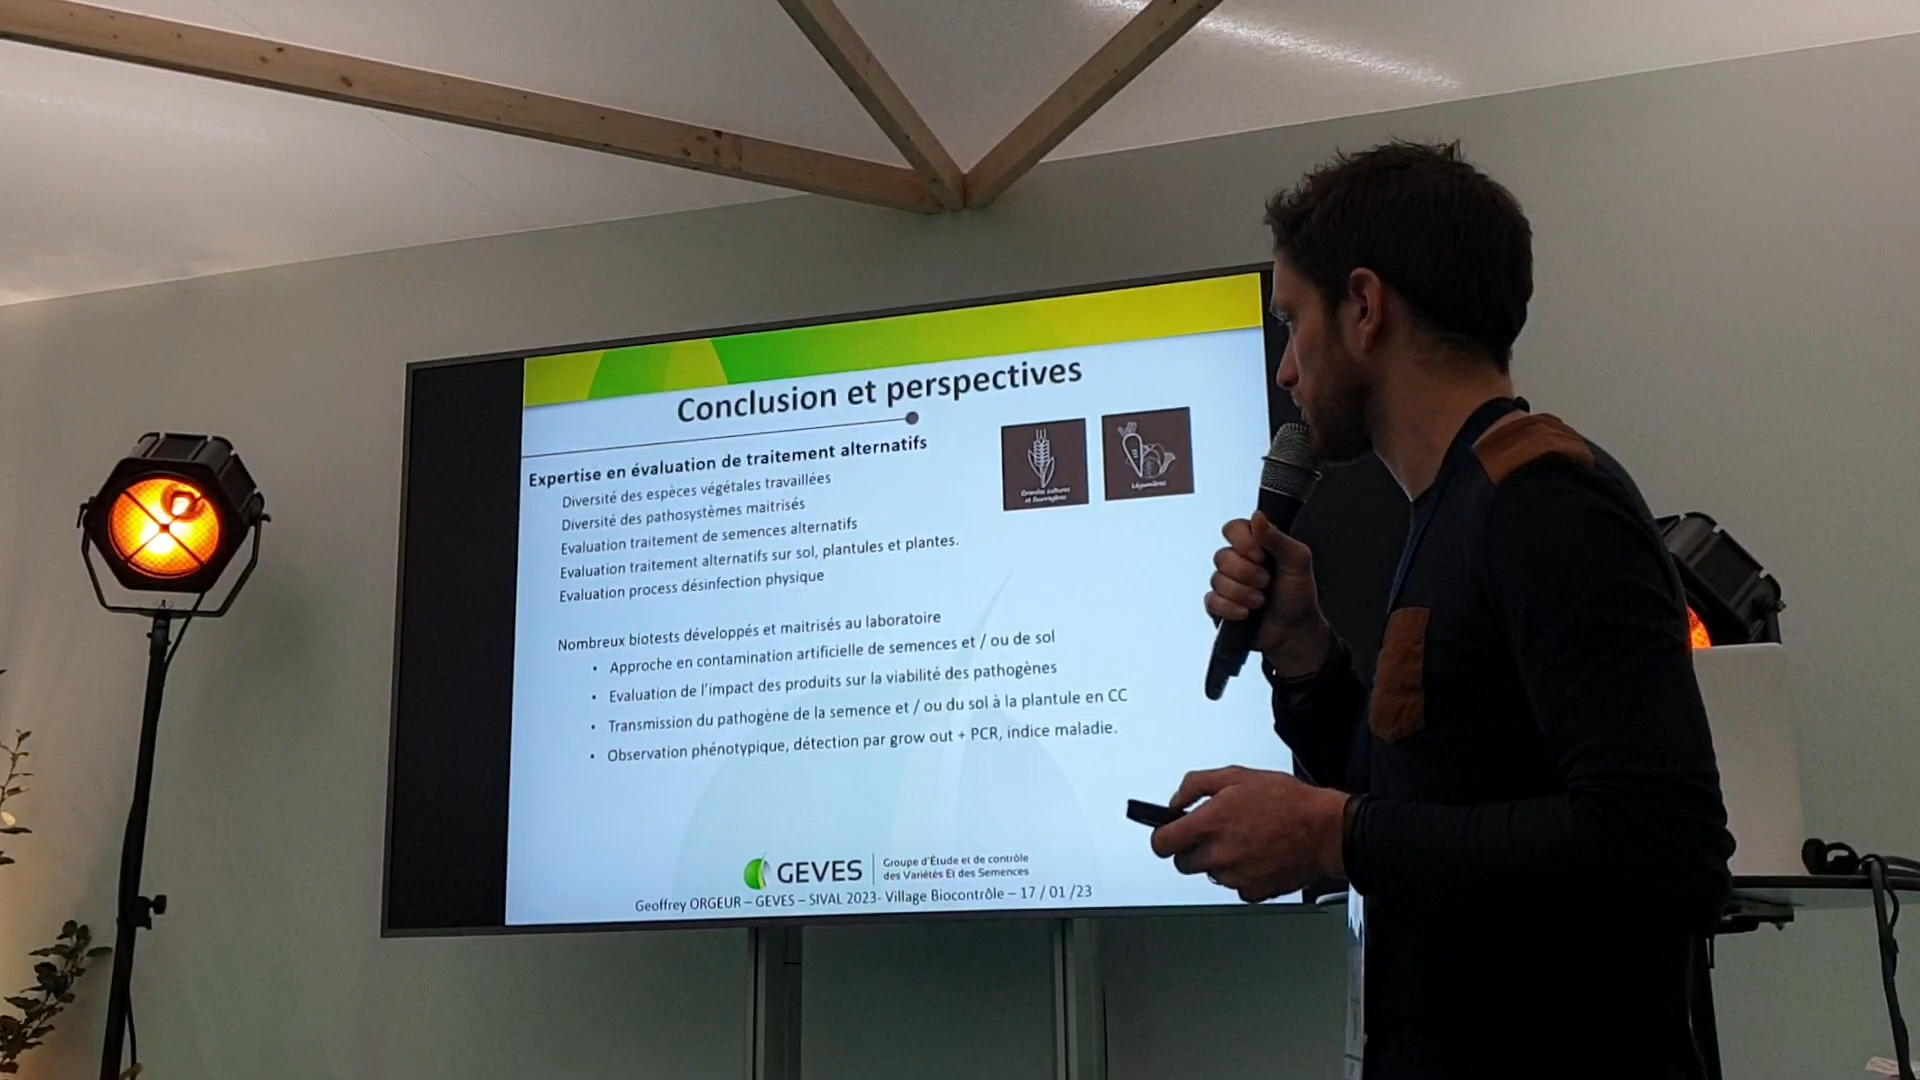 Conclusion et perspectives
Expertise en évaluation de traitement alternatifs
Diversité des espèces végétales travaillées
Diversité des pathosystèmes maitrisés
Evaluation traitement de semences alternatifs
Evaluation traitement alternatifs sur sol, plantules et plantes.
Evaluation process désinfection physique
Grandes cultures
et fourragères
Légumières
Nombreux biotests développés et maitrisés au laboratoire
• Approche en contamination artificielle de semences et / ou de sol
• Evaluation de l'impact des produits sur la viabilité des pathogènes
• Transmission du pathogène de la semence et / ou du sol à la plantule en CC
• Observation phénotypique, détection par grow out + PCR, indice maladie.
GEVES
Groupe d'Étude et de contrôle
des Variétés Et des Semences
Geoffrey ORGEUR – GEVES – SIVAL 2023- Village Biocontrôle – 17 / 01 /23